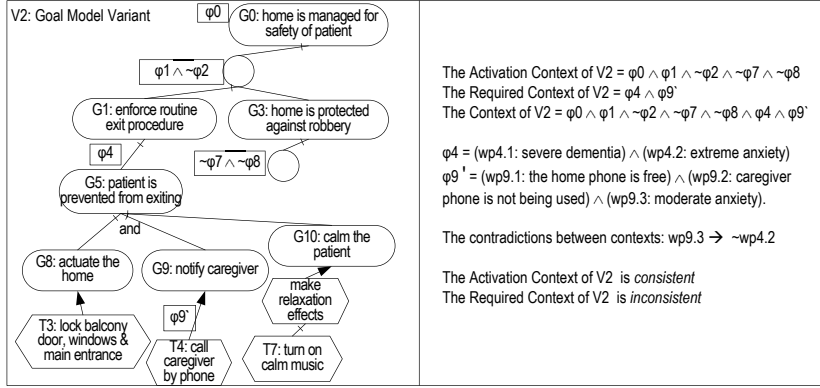 V2: Goal Model Variant
φ0
G0: home is managed for
safety of patient
φ1 ∧ ~φ2
G1: enforce routine
exit procedure
G3: home is protected
against robbery
φ4
~φ7 ∧ ~φ8
G5: patient is
prevented from exiting
and
G8: actuate the
home
G9: notify caregiver
G10: calm the
patient
make
relaxation
effects
T3: lock balcony
door, windows &
main entrance
φ9`
T4: call
caregiver
by phone
T7: turn on
calm music
The Activation Context of V2 = φ0 ∧ φ1 ∧ ~φ2 ∧ ~φ7 ∧ ~φ8
The Required Context of V2 = φ4 ∧ φ9`
The Context of V2 = φ0 ∧ φ1 ∧ ~φ2 ∧ ~φ7 ∧ ~φ8 ∧ φ4 ∧ φ9`
φ4 = (wp4.1: severe dementia) ∧ (wp4.2: extreme anxiety)
φ9 ' = (wp9.1: the home phone is free) ∧ (wp9.2: caregiver
phone is not being used) ∧ (wp9.3: moderate anxiety).
The contradictions between contexts: wp9.3 → ~wp4.2
The Activation Context of V2 is consistent
The Required Context of V2 is inconsistent